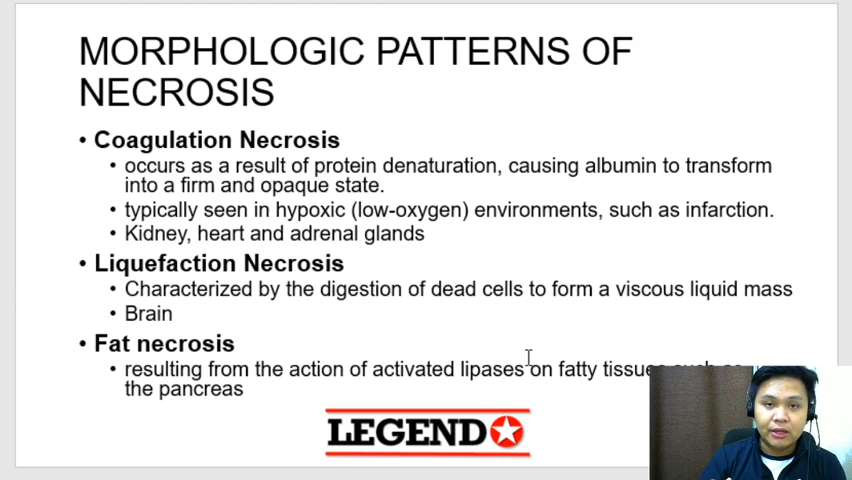 MORPHOLOGIC PATTERNS OF
NECROSIS
• Coagulation Necrosis
• occurs as a result of protein denaturation, causing albumin to transform
into a firm and opaque state.
• typically seen in hypoxic (low-oxygen) environments, such as infarction.
• Kidney, heart and adrenal glands
• Liquefaction Necrosis
• Characterized by the digestion of dead cells to form a viscous liquid mass
• Brain
• Fat necrosis
• resulting from the action of activated lipases on fatty tissues such as
the pancreas
LEGEND